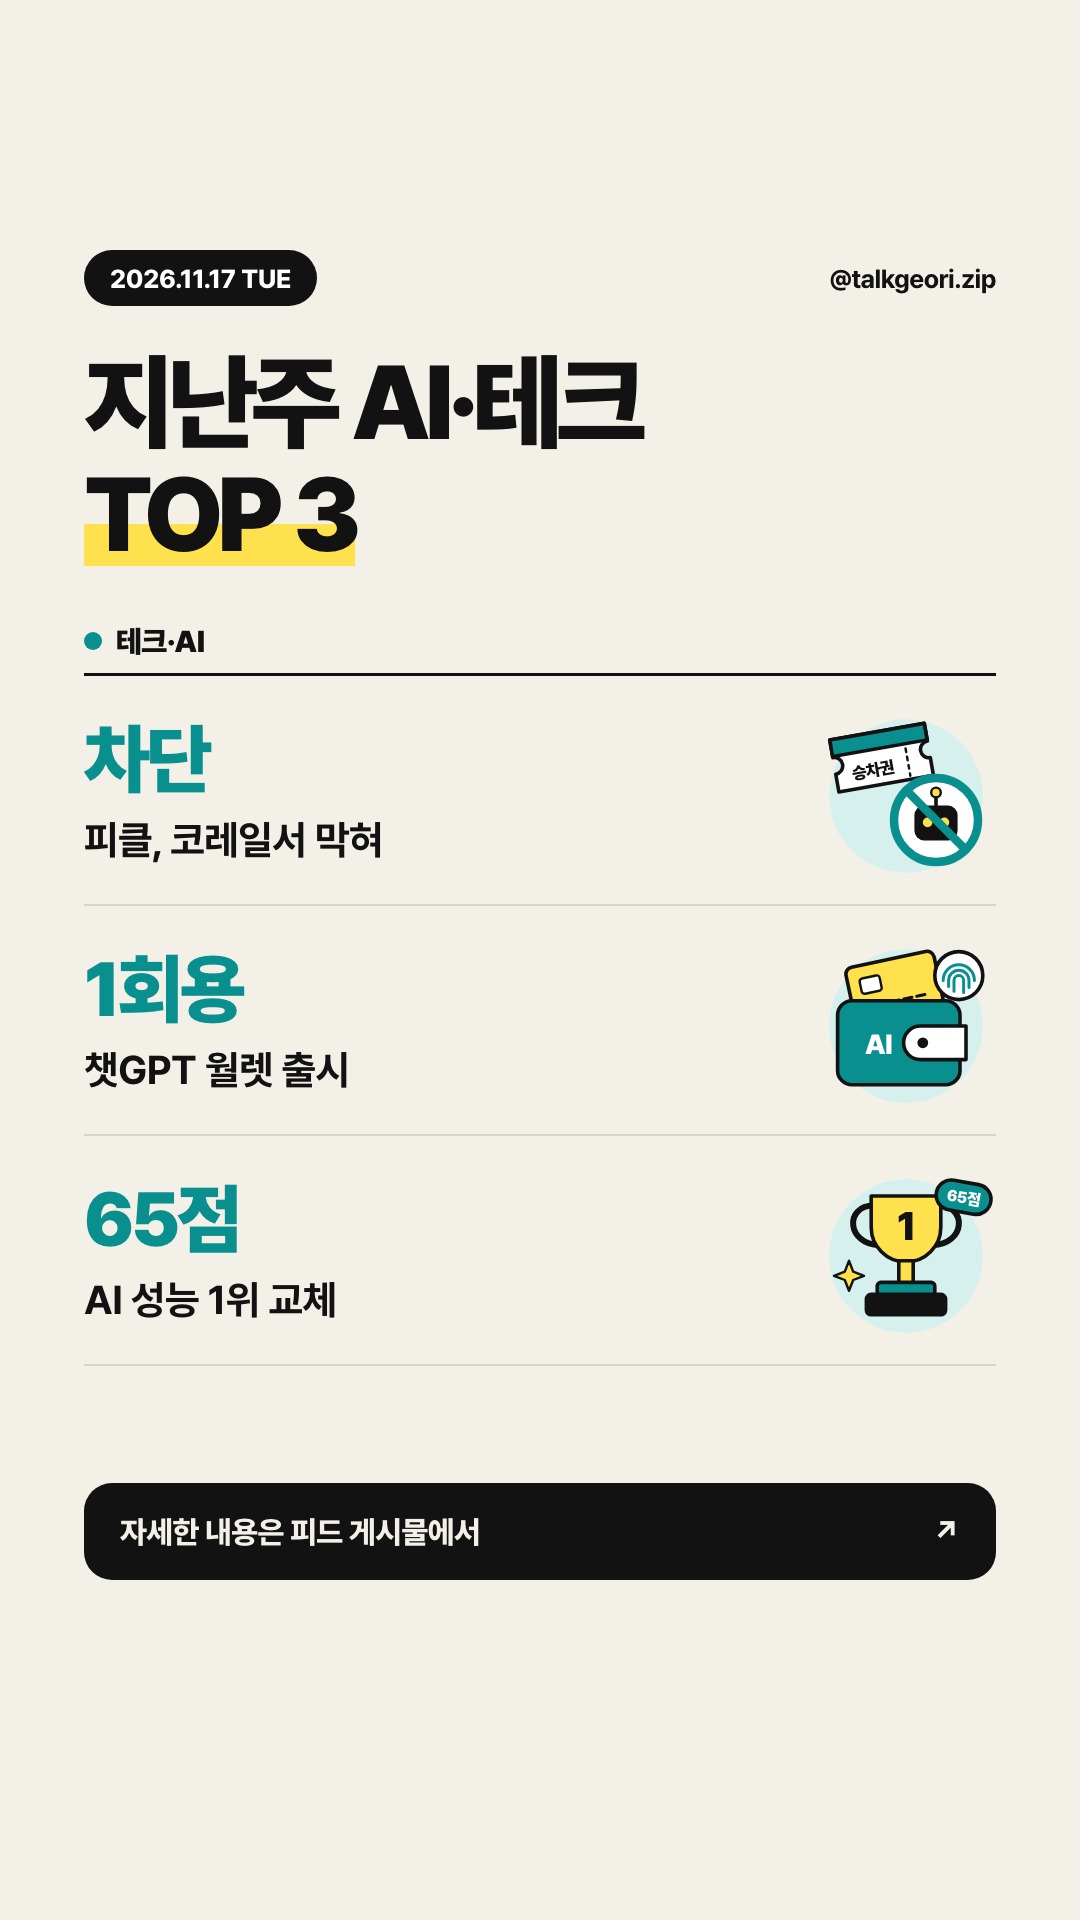 2026.11.17 TUE
@talkgeori.zip
지난주 AI·테크
TOP 3
테크·AI
차단
피클, 코레일서 막혀
승차권
1회용
챗GPT 월렛 출시
AI
65점
AI 성능 1위 교체
65점
1
자세한 내용은 피드 게시물에서